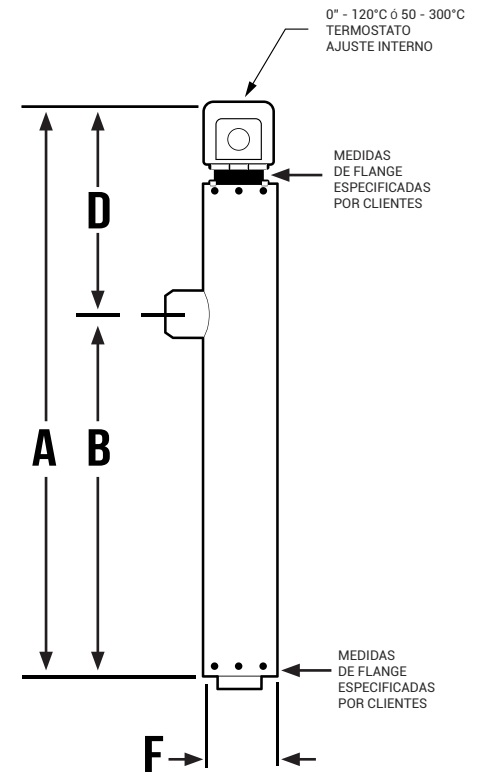 0" - 120°C ó 50 - 300°C
TERMOSTATO
AJUSTE INTERNO
MEDIDAS
DE FLANGE
ESPECIFICADAS
POR CLIENTES
D
A
B
MEDIDAS
DE FLANGE
ESPECIFICADAS
POR CLIENTES
F